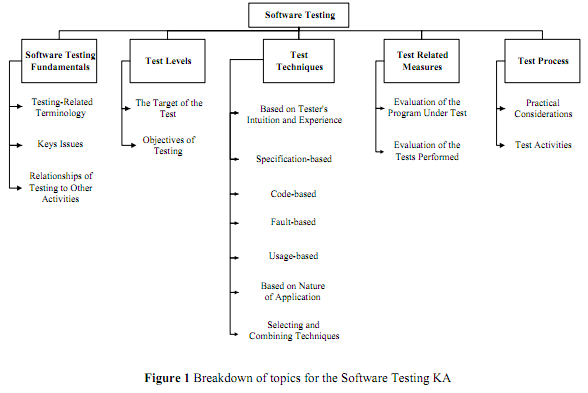 Software Testing
Software Testing
Fundamentals
Testing-Related
Terminology
Keys Issues
Relationships of
Testing to Other
Activities
Test Levels
The Target of the
Test
Objectives of
Testing
Test
Techniques
Based on Tester's
Intuition and Experience
Specification-based
Code-based
Fault-based
Usage-based
Based on Nature
of Application
Selecting and
Combining Techniques
Test Related
Measures
Evaluation of the
Program Under Test
Evaluation of the
Tests Performed
Test Process
Practical
Considerations
Test Activities
Figure 1 Breakdown of topics for the Software Testing KA